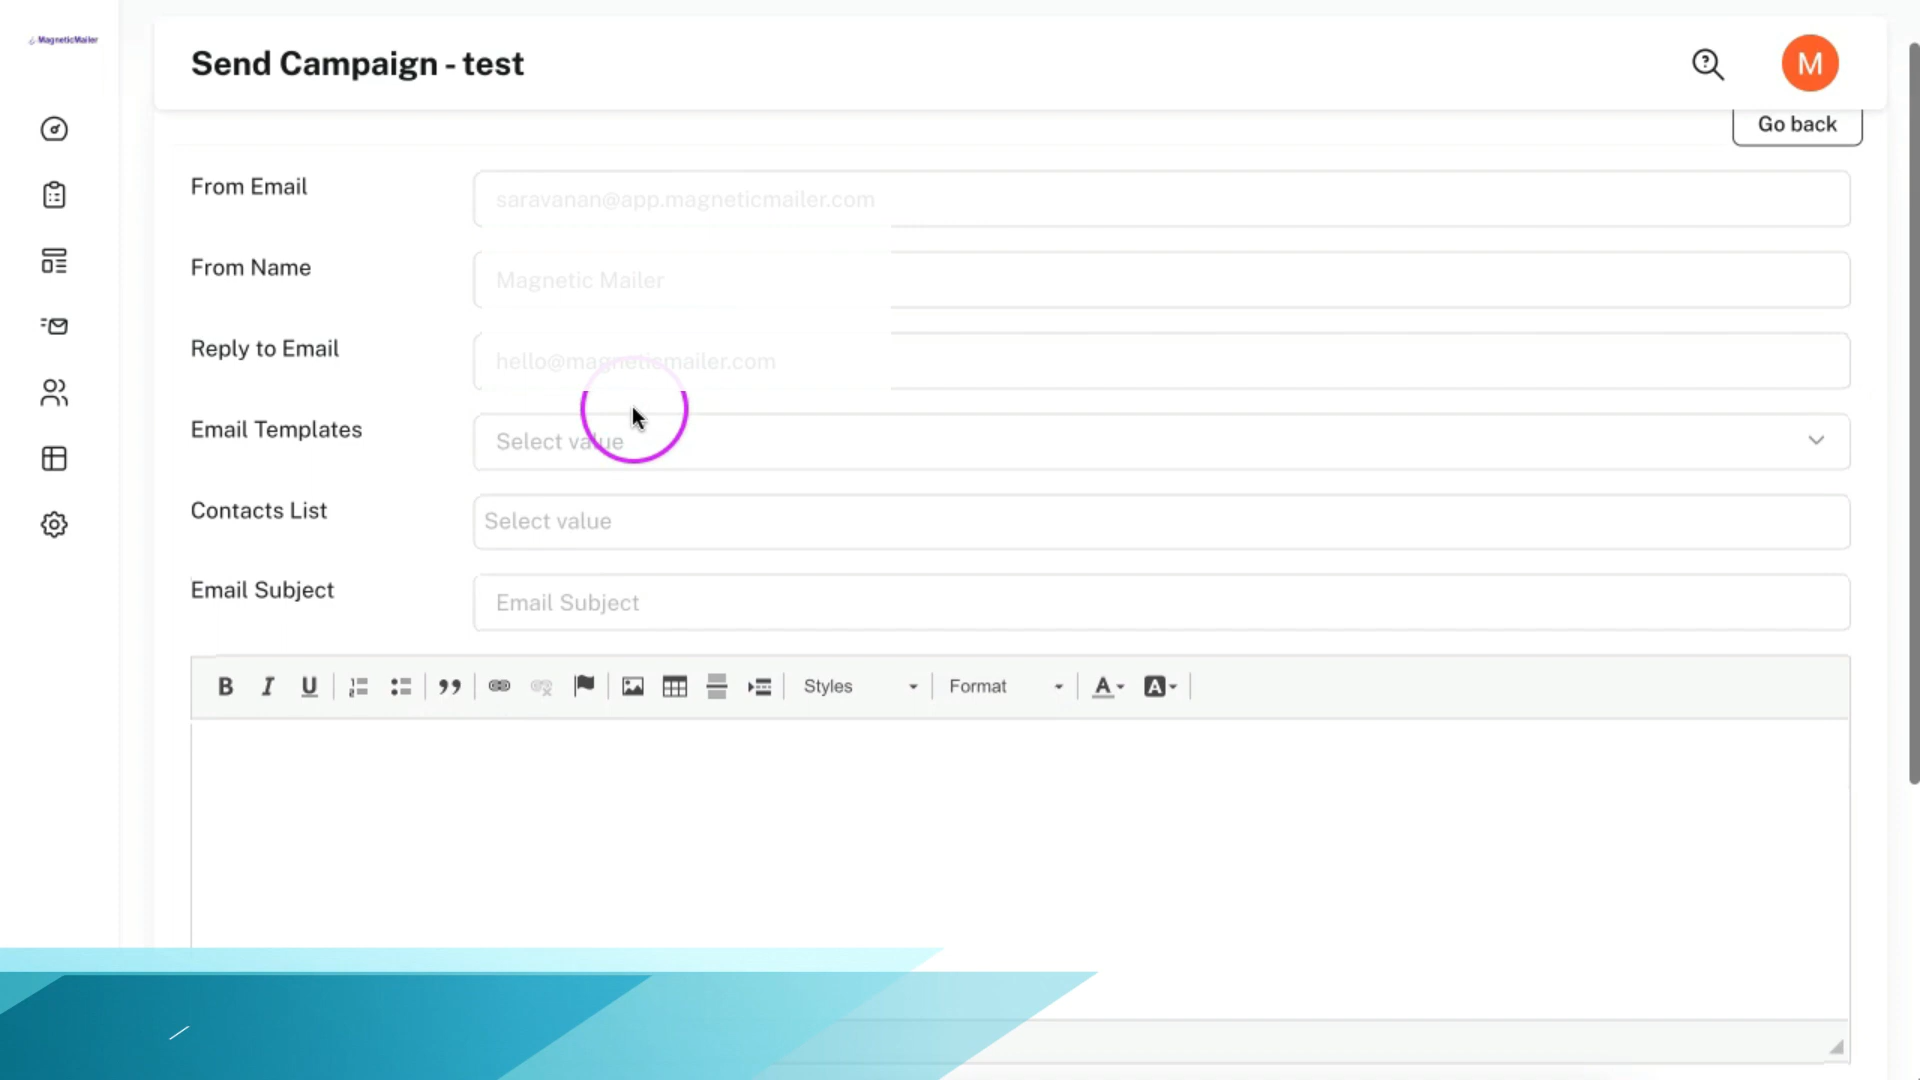 MagneticMailer
Send Campaign - test
M
Go back
From Email
saravanan@app.magneticmailer.com
From Name
Magnetic Mailer
Reply to Email
hello@magneticmailer.com
Email Templates
Select value
Contacts List
Select value
Email Subject
Email Subject
B I U Styles Format A A